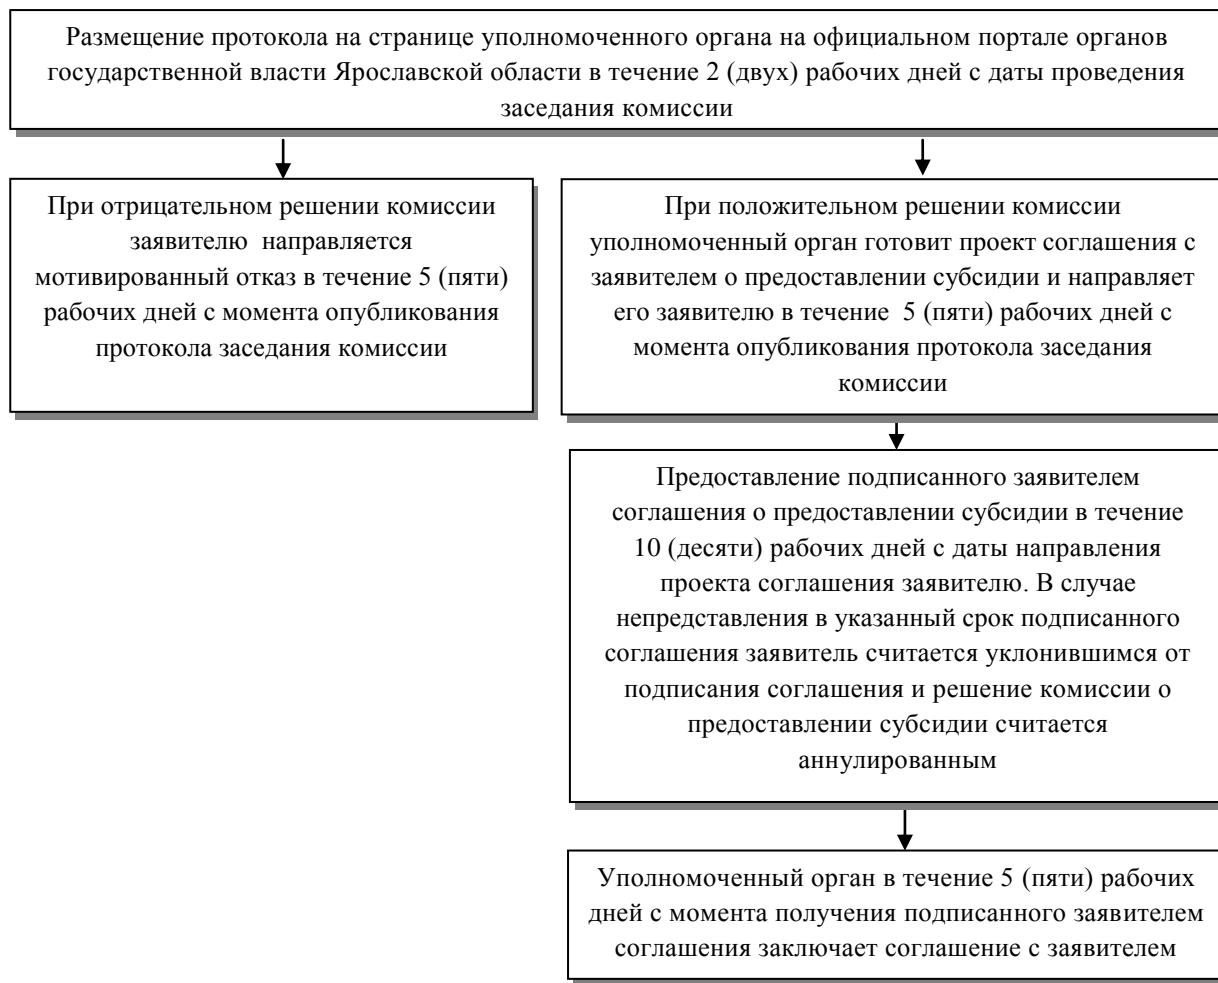 Размещение протокола на странице уполномоченного органа на официальном портале органов
государственной власти Ярославской области в течение 2 (двух) рабочих дней с даты проведения
заседания комиссии
При отрицательном решении комиссии
заявителю направляется
мотивированный отказ в течение 5 (пяти)
рабочих дней с момента опубликования
протокола заседания комиссии
При положительном решении комиссии
уполномоченный орган готовит проект соглашения с
заявителем о предоставлении субсидии и направляет
его заявителю в течение 5 (пяти) рабочих дней с
момента опубликования протокола заседания
комиссии
Предоставление подписанного заявителем
соглашения о предоставлении субсидии в течение
10 (десяти) рабочих дней с даты направления
проекта соглашения заявителю. В случае
непредставления в указанный срок подписанного
соглашения заявитель считается уклонившимся от
подписания соглашения и решение комиссии о
предоставлении субсидии считается
аннулированным
Уполномоченный орган в течение 5 (пяти) рабочих
дней с момента получения подписанного заявителем
соглашения заключает соглашение с заявителем